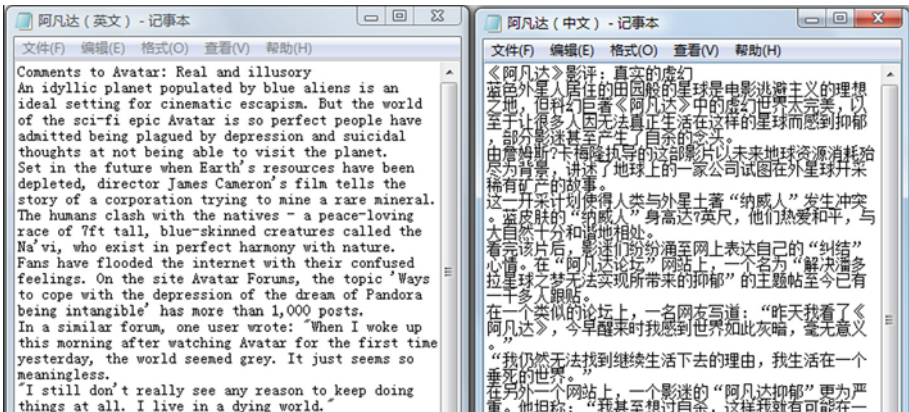 阿凡达（英文） - 记事本
文件(F) 编辑(E) 格式(O) 查看(V) 帮助(H)
Comments to Avatar: Real and illusory
An idyllic planet populated by blue aliens is an
ideal setting for cinematic escapism. But the world
of the sci-fi epic Avatar is so perfect people have
admitted being plagued by depression and suicidal
thoughts at not being able to visit the planet.
Set in the future when Earth's resources have been
depleted, director James Cameron's film tells the
story of a corporation trying to mine a rare mineral.
The humans clash with the natives - a peace-loving
race of 7ft tall, blue-skinned creatures called the
Na'vi, who exist in perfect harmony with nature.
Fans have flooded the internet with their confused
feelings. On the site Avatar Forums, the topic 'Ways
to cope with the depression of the dream of Pandora
being intangible' has more than 1,000 posts.
In a similar forum, one user wrote: "When I woke up
this morning after watching Avatar for the first time
yesterday, the world seemed grey. It just seems so
meaningless.
"I still don't really see any reason to keep doing
things at all. I live in a dying world."
阿凡达（中文） - 记事本
文件(F) 编辑(E) 格式(O) 查看(V) 帮助(H)
《阿凡达》影评：真实的虚幻
蓝色外星人居住的田园般的星球是电影逃避主义的理想
之地，但科幻巨著《阿凡达》中的虚幻世界太完美，以
至于让很多人因无法真正生活在这样的星球而感到抑郁
，部分影迷甚至产生了自杀的念头。
由詹姆斯?卡梅隆执导的这部影片以未来地球资源消耗殆
尽为背景，讲述了地球上的一家公司试图在外星球开采
稀有矿产的故事。
这一开采计划使得人类与外星土著“纳威人”发生冲突
。蓝皮肤的“纳威人”身高达7英尺，他们热爱和平，与
大自然十分和谐地相处。
看完该片后，影迷们纷纷涌至网上表达自己的“纠结”
心情。在“阿凡达论坛”网站上，一个名为“解决潘多
拉星球之梦无法实现所带来的抑郁”的主题帖至今已有
一千多人跟贴。
在一个类似的论坛上，一名网友写道：“昨天我看了《
阿凡达》，今早醒来时我感到世界如此灰暗，毫无意义
。”
“我仍然无法找到继续生活下去的理由，我生活在一个
垂死的世界。”
在另外一个网站上，一个影迷的“阿凡达抑郁”更为严
重。他坦称：“我甚至想过自杀，这样我就有可能在一